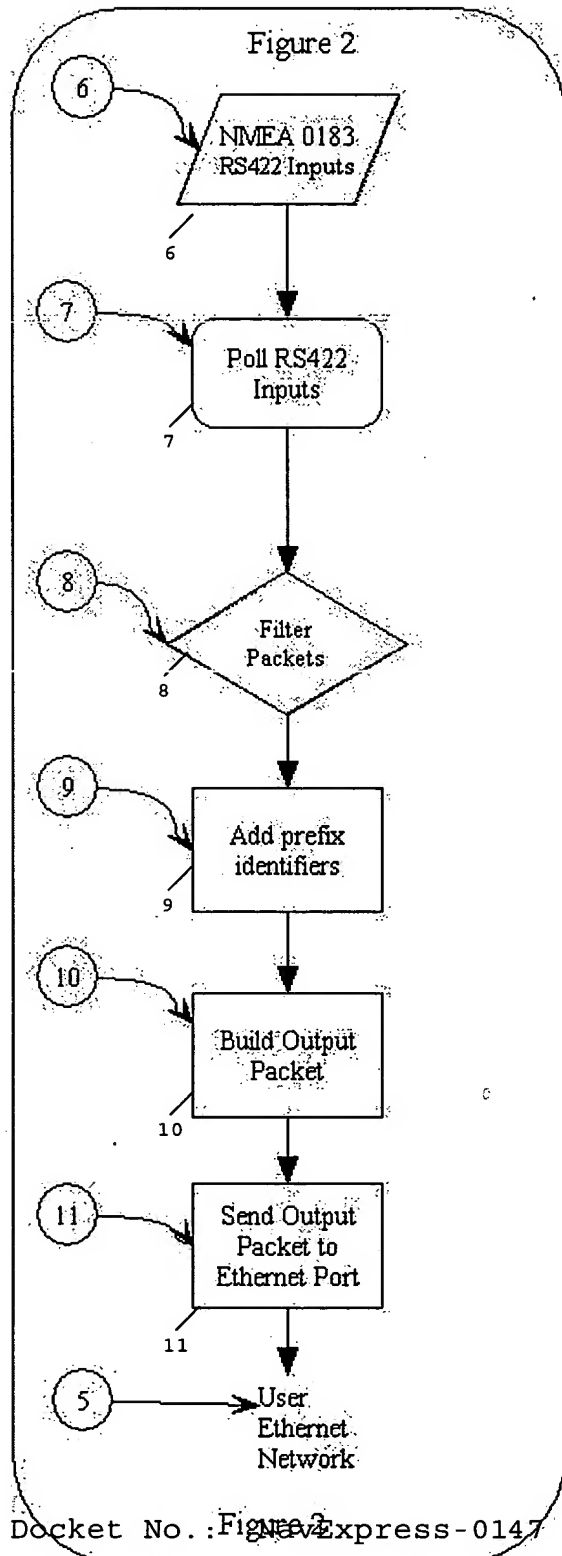 Figure 2
6
NMEA 0183
RS422 Inputs
6
7
Poll RS422
Inputs
7
8
Filter
Packets
8
9
Add prefix
identifiers
9
10
Build Output
Packet
10
11
Send Output
Packet to
Ethernet Port
11
5
User
Ethernet
Network
Figure 2
Docket No.: NavExpress-0147